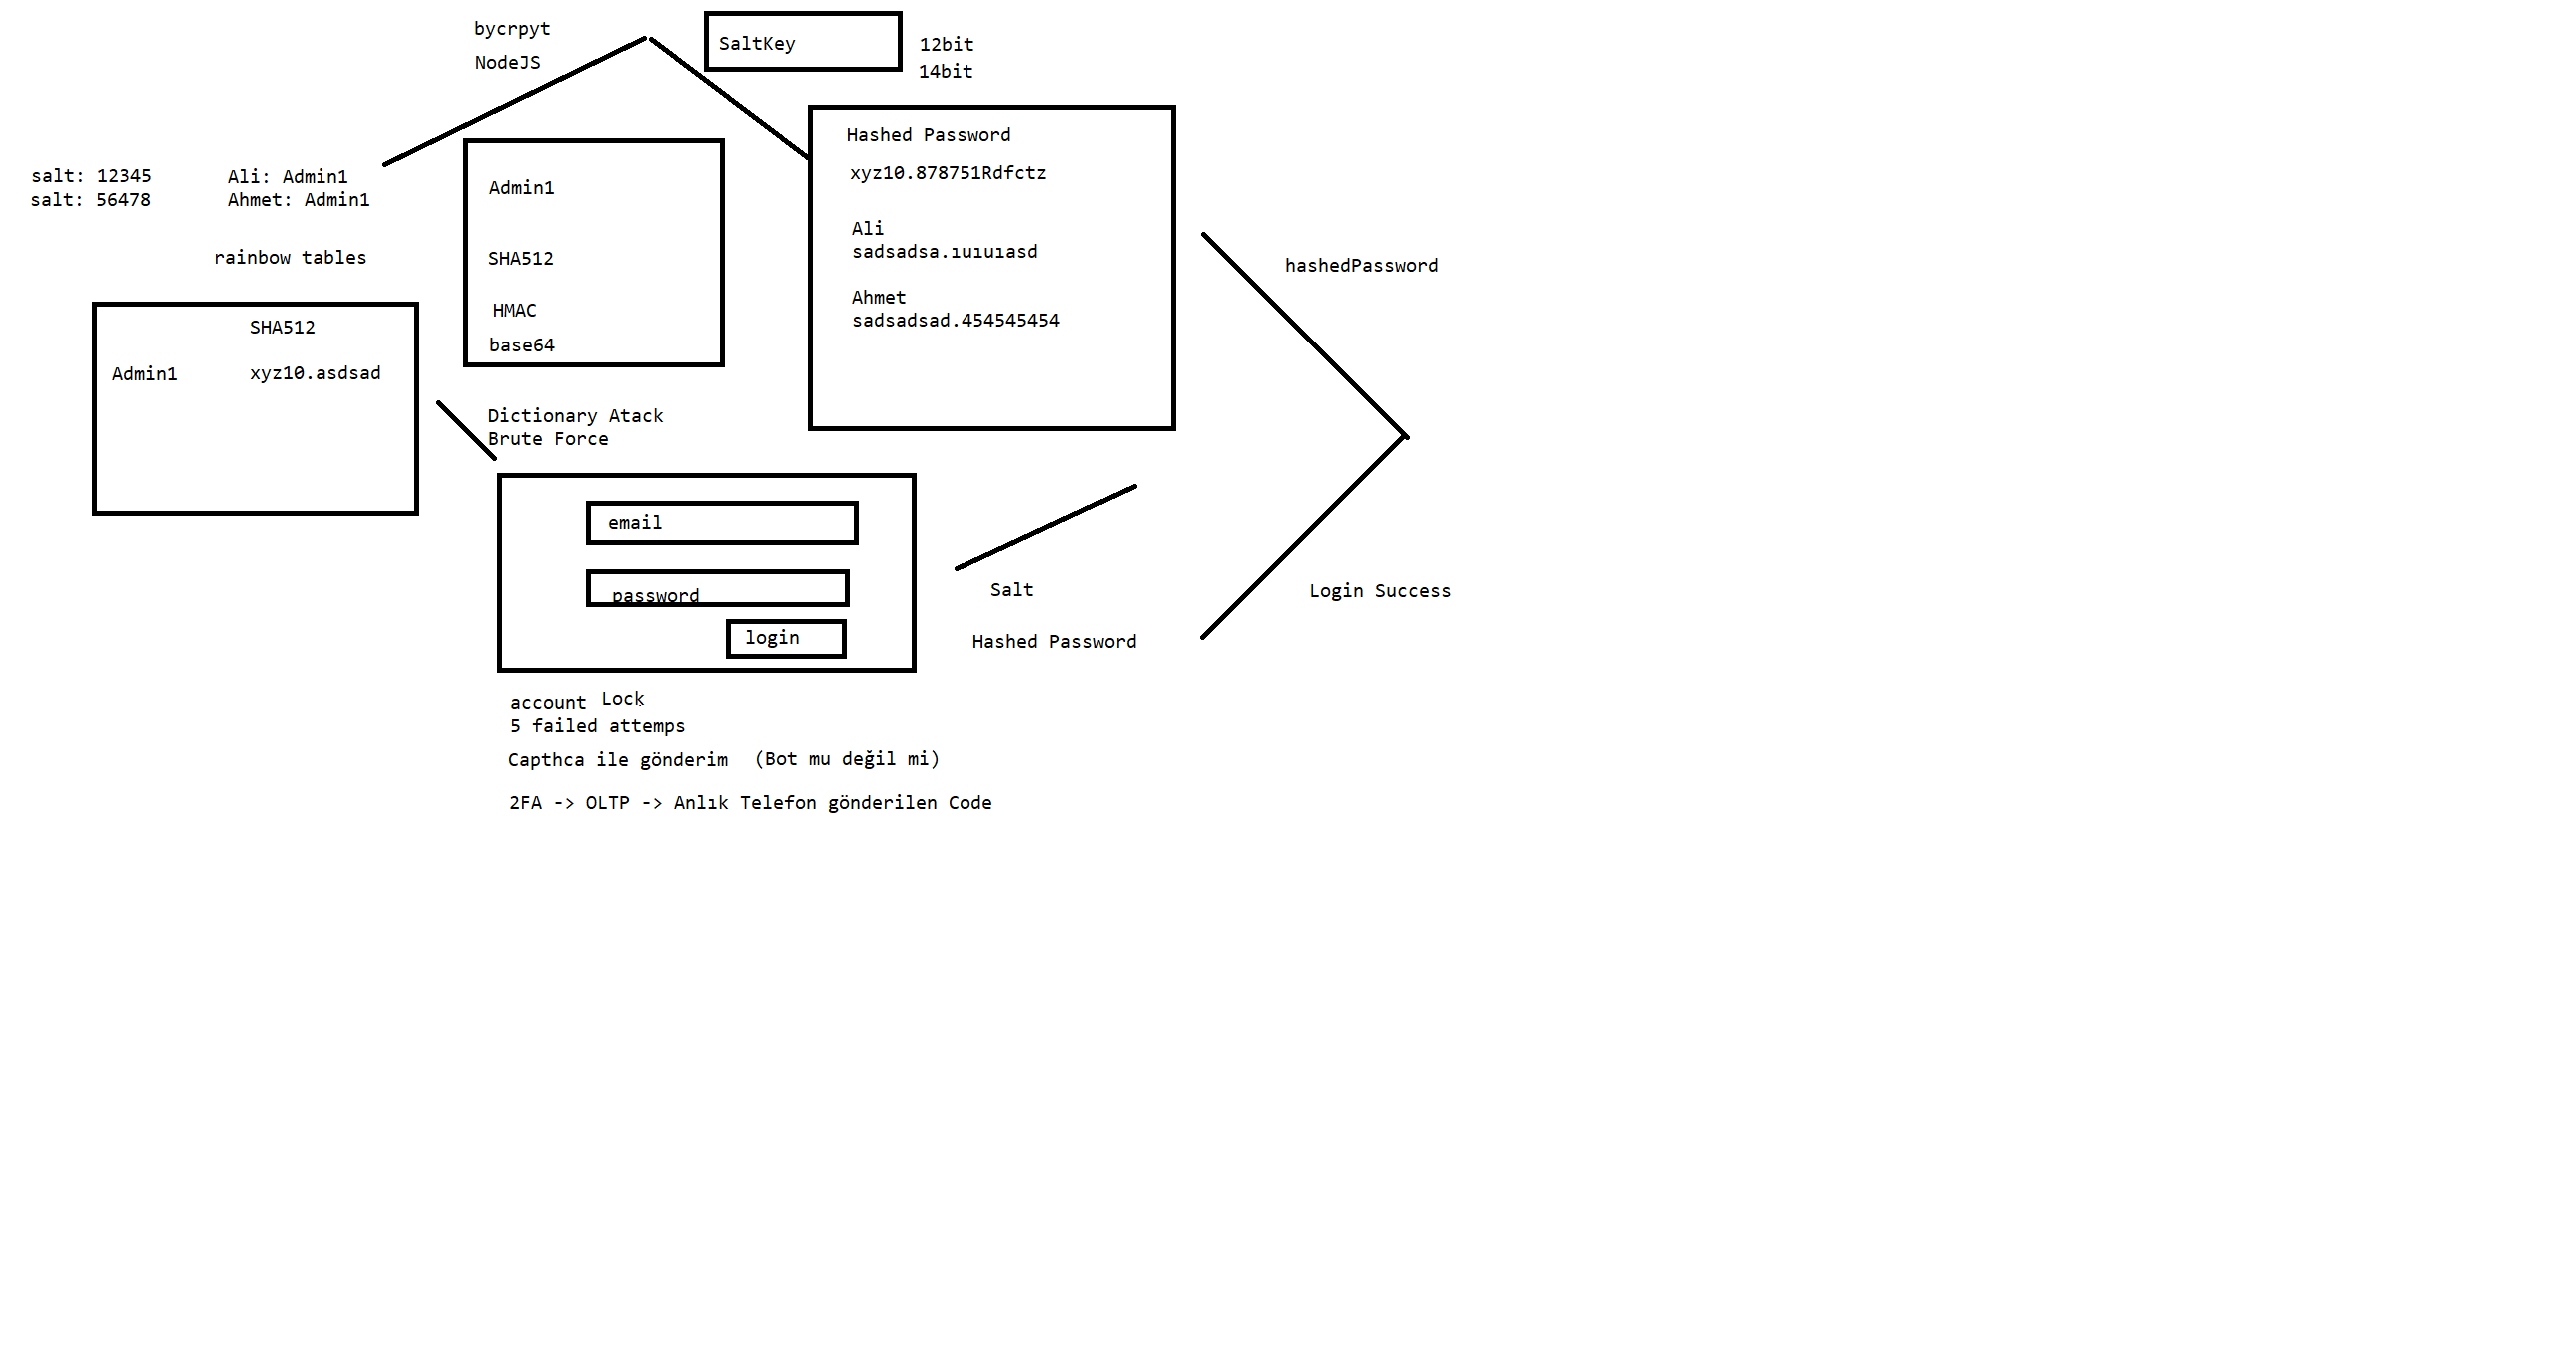 bycrpyt
NodeJS
SaltKey
12bit
14bit
salt: 12345
salt: 56478
Ali: Admin1
Ahmet: Admin1
rainbow tables
SHA512
Admin1 xyz10.asdsad
Admin1
SHA512
HMAC
base64
Hashed Password
xyz10.878751Rdfctz
Ali
sadsadsa.ıuıuıasd
Ahmet
sadsadsad.454545454
hashedPassword
Dictionary Atack
Brute Force
email
password
login
Salt
Hashed Password
Login Success
account Lock
5 failed attemps
Capthca ile gönderim (Bot mu değil mi)
2FA -> OLTP -> Anlık Telefon gönderilen Code